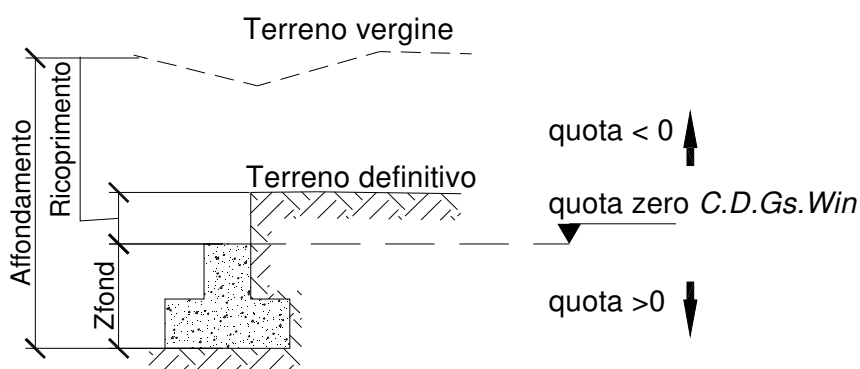 Terreno vergine
Affondamento
Ricoprimento
quota < 0
Terreno definitivo
quota zero C.D.Gs.Win
Zfond
quota >0